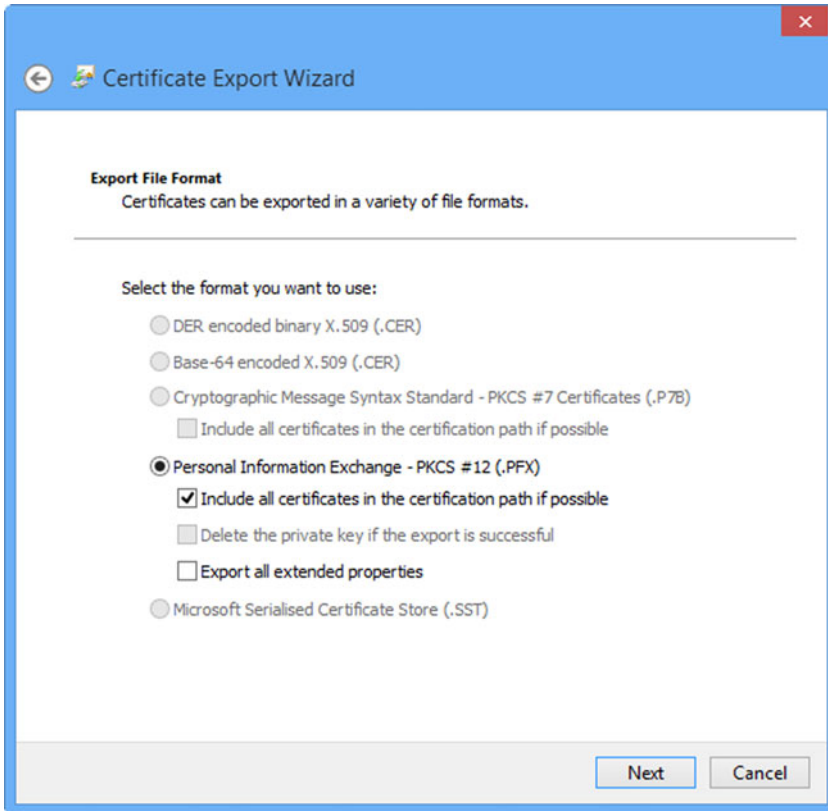 Certificate Export Wizard
Export File Format
Certificates can be exported in a variety of file formats.
Select the format you want to use:
DER encoded binary X.509 (.CER)
Base-64 encoded X.509 (.CER)
Cryptographic Message Syntax Standard - PKCS #7 Certificates (.P7B)
Include all certificates in the certification path if possible
Personal Information Exchange - PKCS #12 (.PFX)
Include all certificates in the certification path if possible
Delete the private key if the export is successful
Export all extended properties
Microsoft Serialised Certificate Store (.SST)
Next Cancel